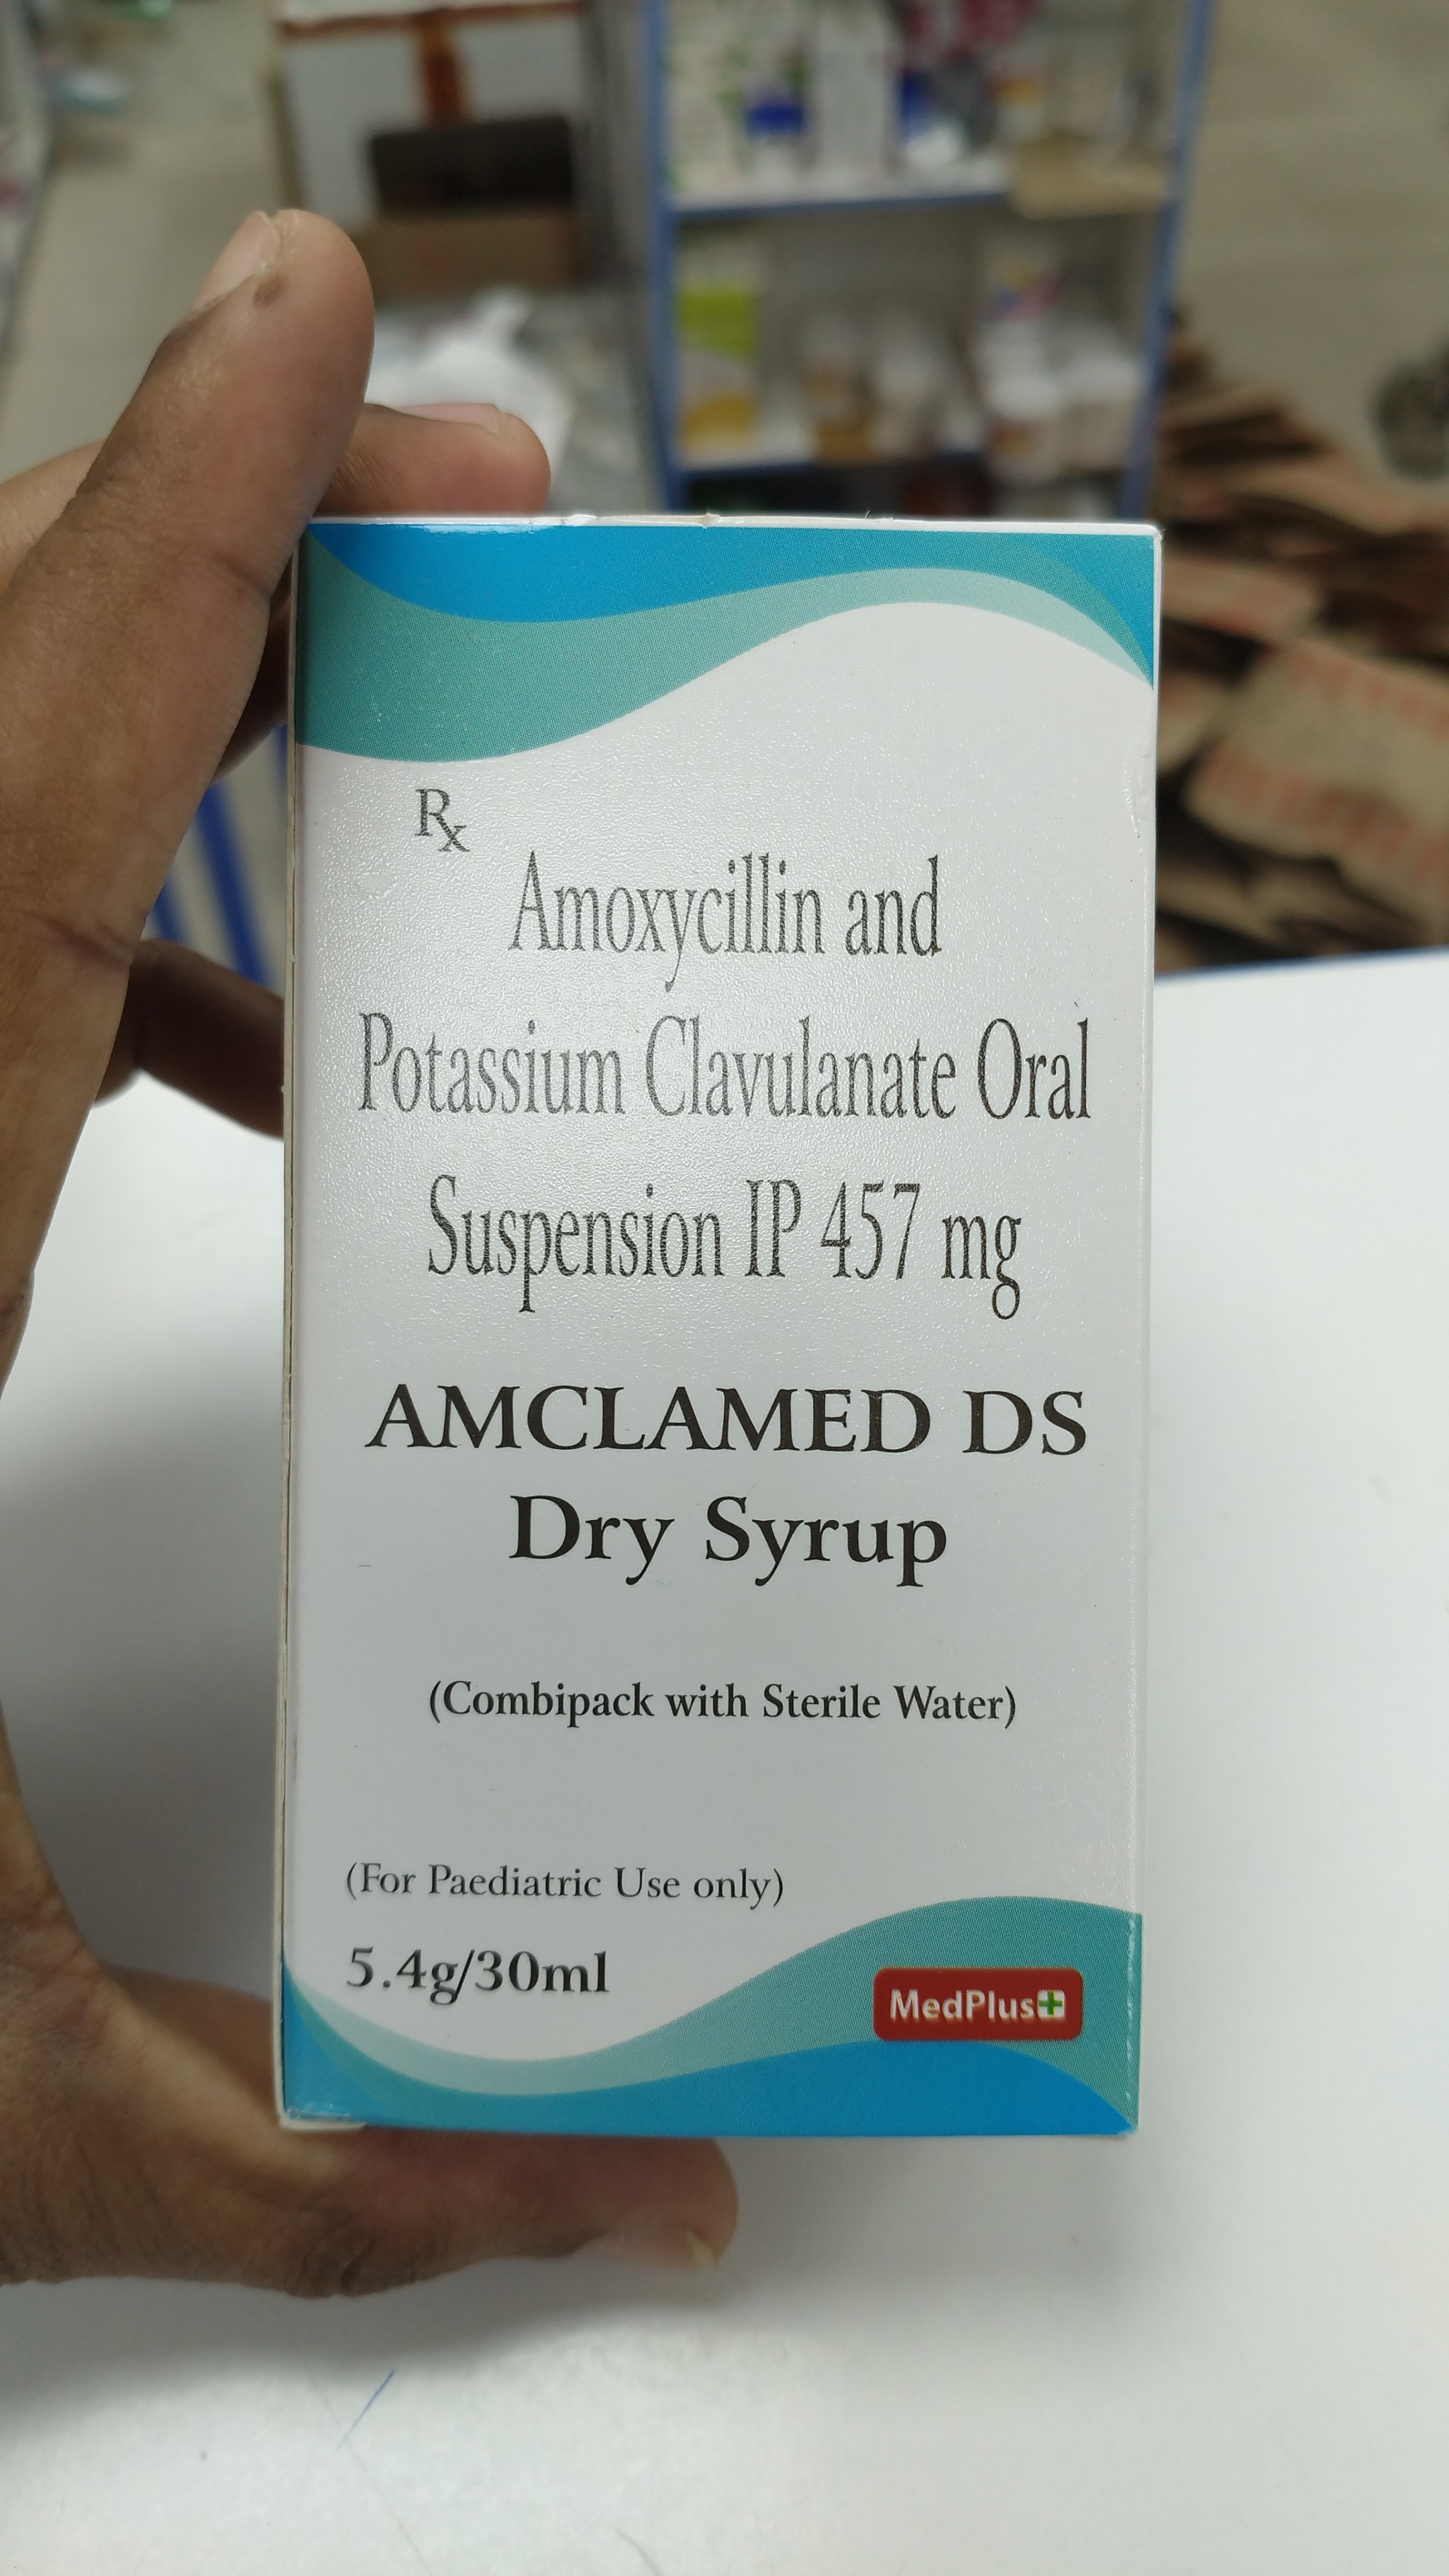 Rx
Amoxycillin and
Potassium Clavulanate Oral
Suspension IP 457 mg
AMCLAMED DS
Dry Syrup
(Combipack with Sterile Water)
(For Paediatric Use only)
5.4g/30ml
MedPlus